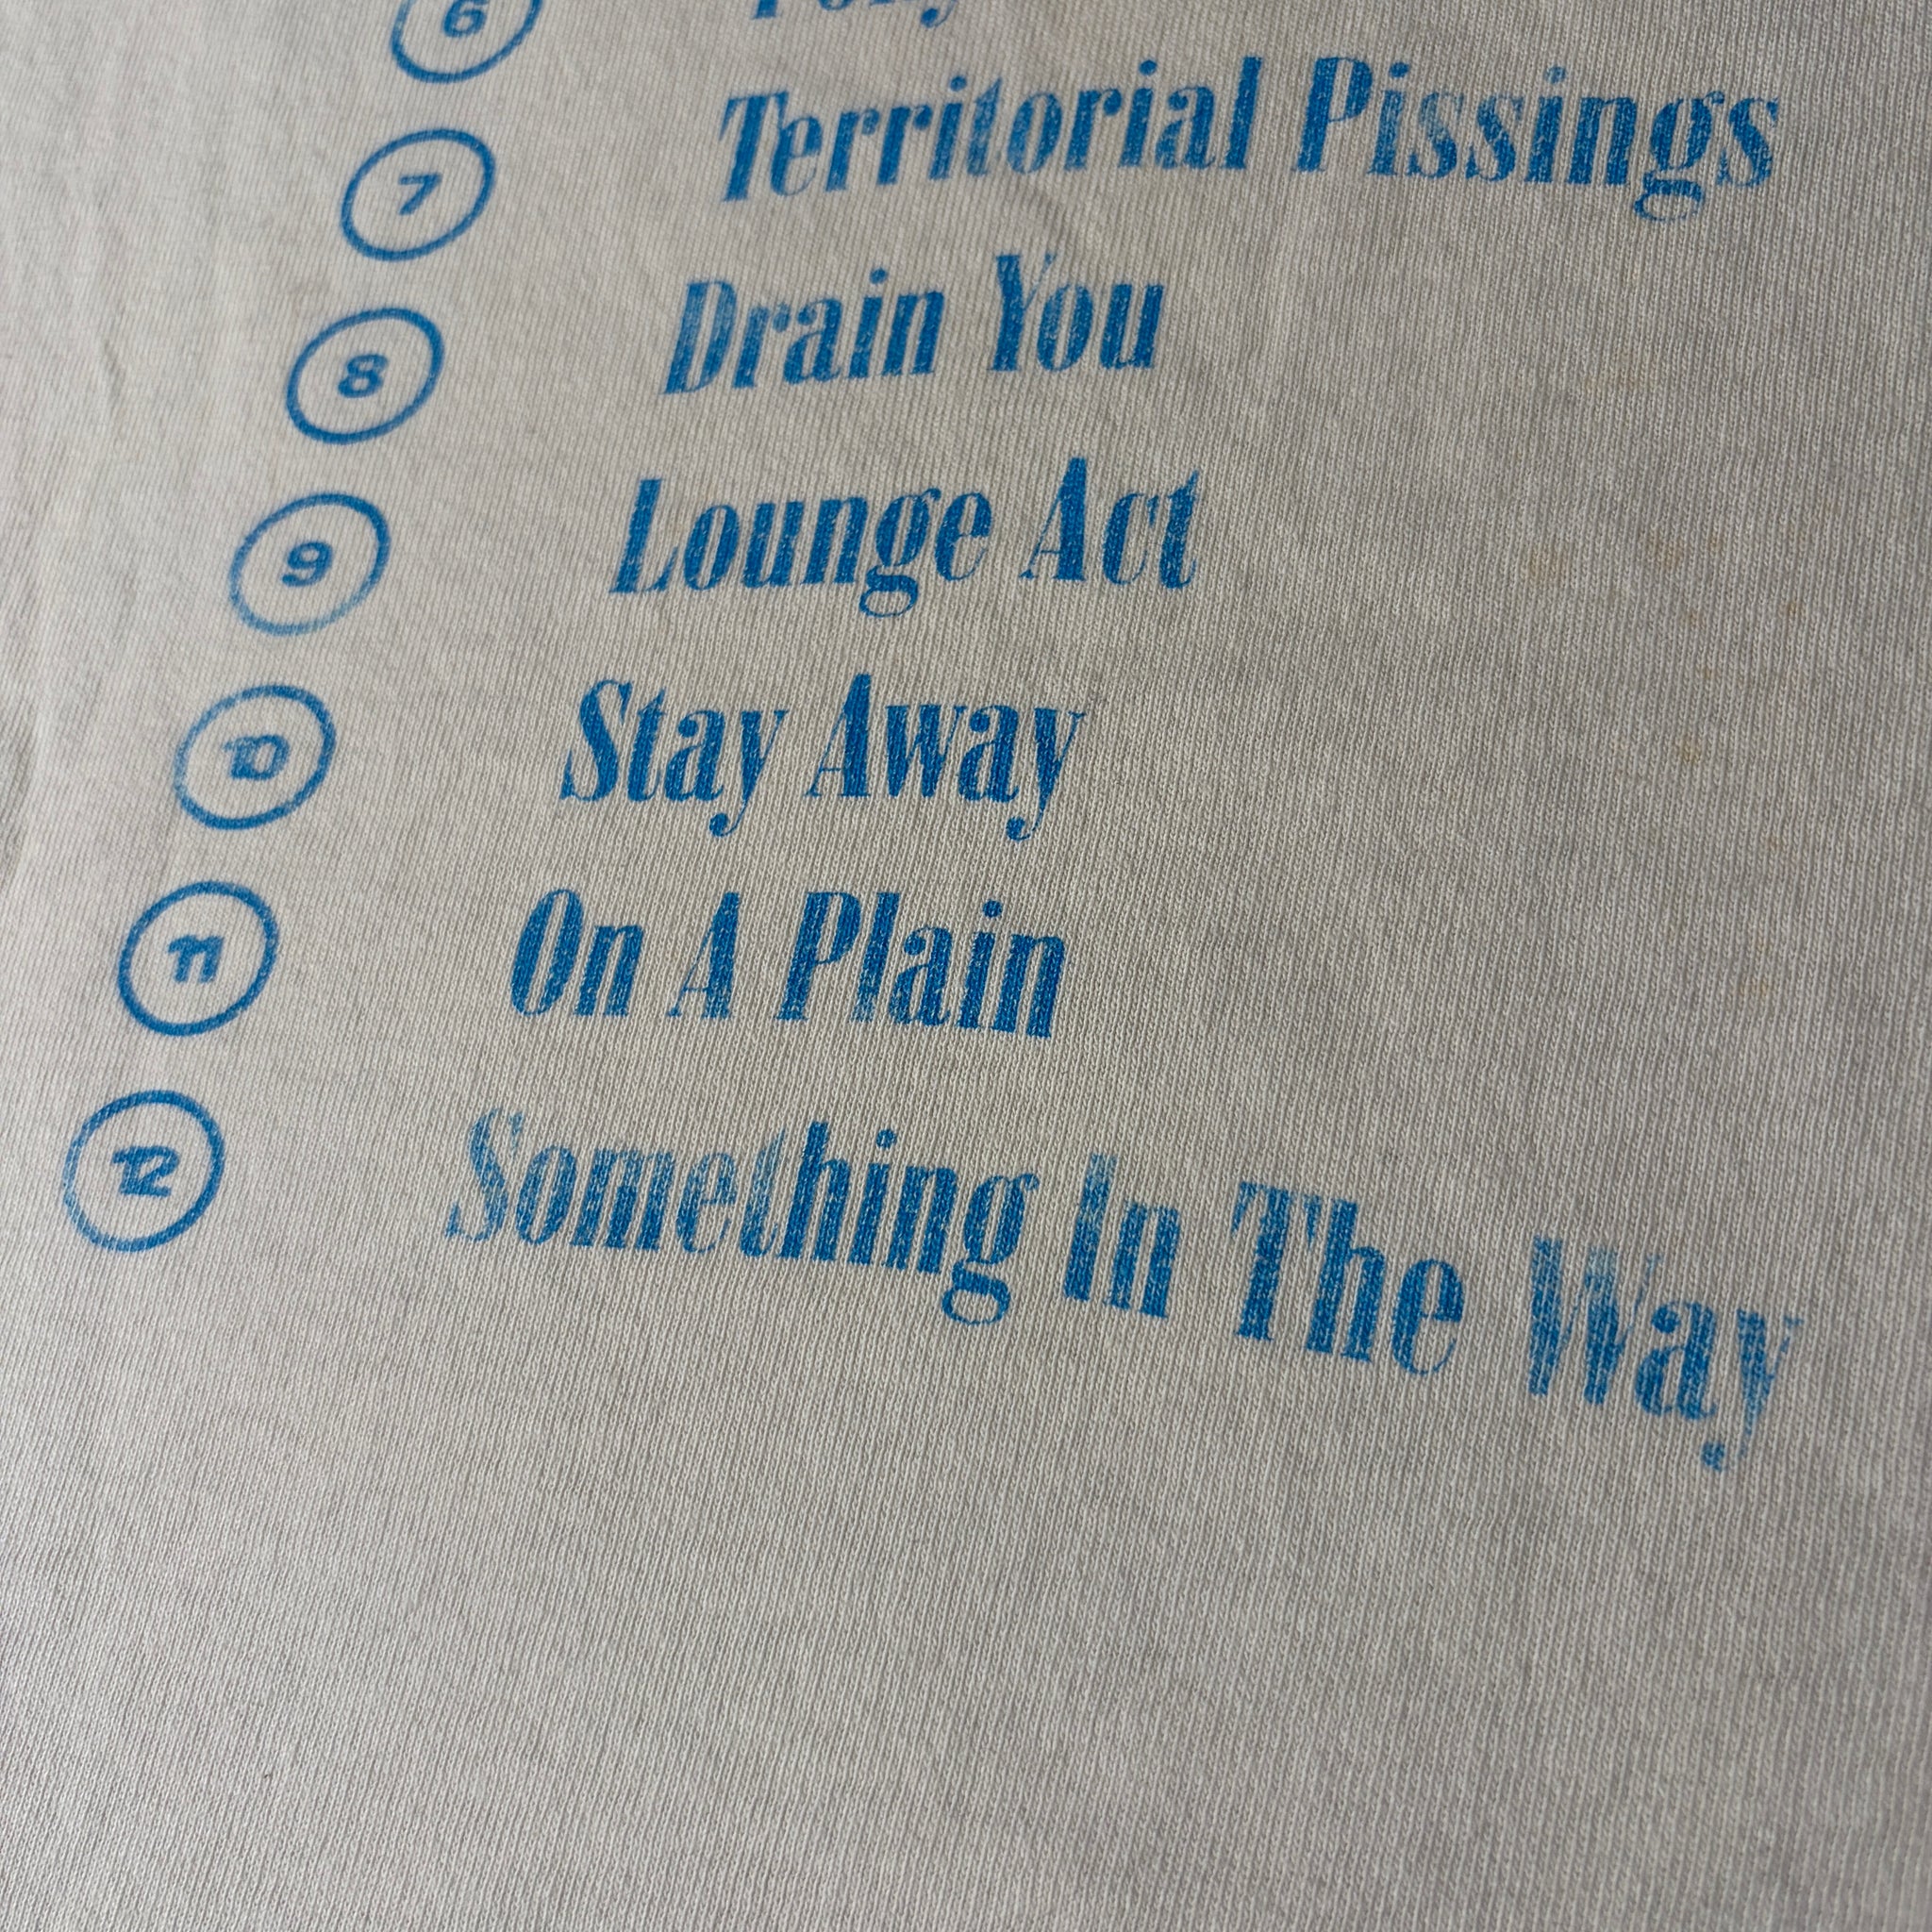 6 Polly
7 Territorial Pissings
8 Drain You
9 Lounge Act
10 Stay Away
11 On A Plain
12 Something In The Way